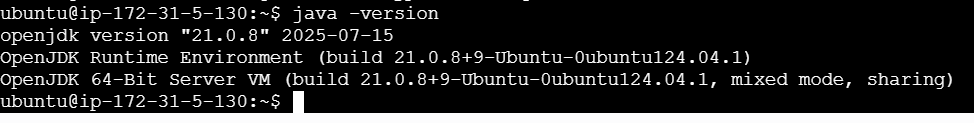 ubuntu@ip-172-31-5-130:~$ java -version
openjdk version "21.0.8" 2025-07-15
OpenJDK Runtime Environment (build 21.0.8+9-Ubuntu-0ubuntu124.04.1)
OpenJDK 64-Bit Server VM (build 21.0.8+9-Ubuntu-0ubuntu124.04.1, mixed mode, sharing)
ubuntu@ip-172-31-5-130:~$